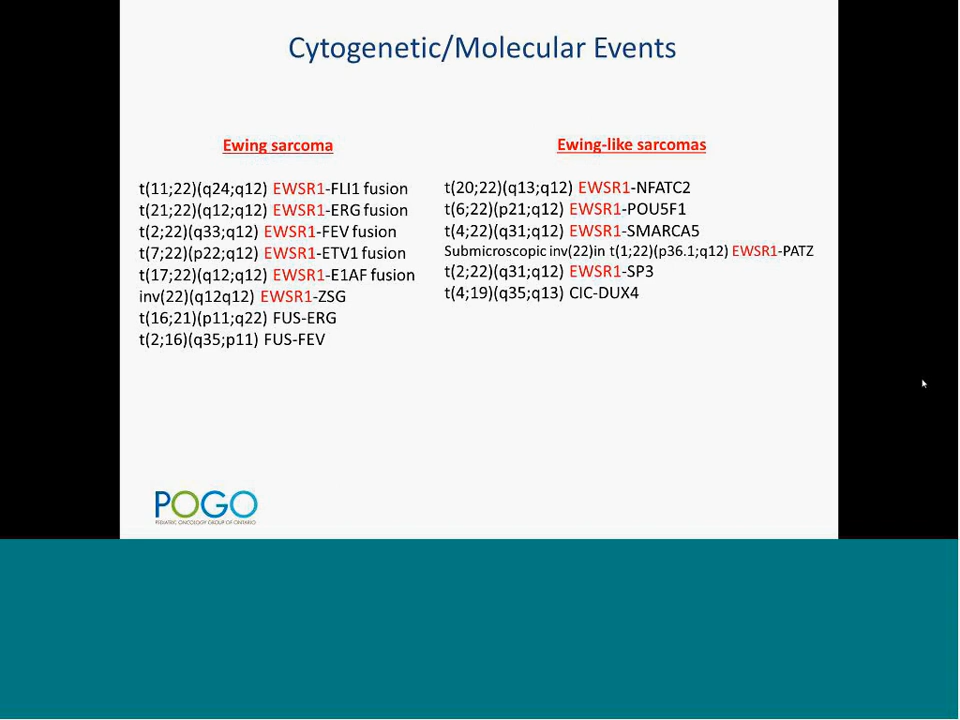 Cytogenetic/Molecular Events
Ewing sarcoma
t(11;22)(q24;q12) EWSR1-FLI1 fusion
t(21;22)(q12;q12) EWSR1-ERG fusion
t(2;22)(q33;q12) EWSR1-FEV fusion
t(7;22)(p22;q12) EWSR1-ETV1 fusion
t(17;22)(q12;q12) EWSR1-E1AF fusion
inv(22)(q12q12) EWSR1-ZSG
t(16;21)(p11;q22) FUS-ERG
t(2;16)(q35;p11) FUS-FEV
Ewing-like sarcomas
t(20;22)(q13;q12) EWSR1-NFATC2
t(6;22)(p21;q12) EWSR1-POU5F1
t(4;22)(q31;q12) EWSR1-SMARCA5
Submicroscopic inv(22)in t(1;22)(p36.1;q12) EWSR1-PATZ
t(2;22)(q31;q12) EWSR1-SP3
t(4;19)(q35;q13) CIC-DUX4
POGO
PEDIATRIC ONCOLOGY GROUP OF ONTARIO